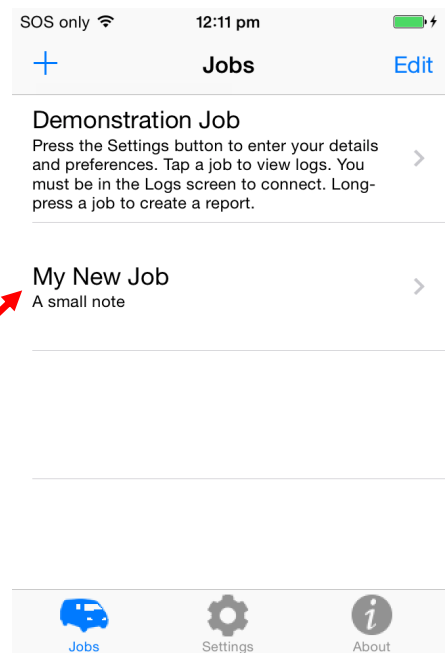 SOS only 12:11 pm
Jobs Edit
Demonstration Job
Press the Settings button to enter your details
and preferences. Tap a job to view logs. You
must be in the Logs screen to connect. Long-
press a job to create a report.
My New Job
A small note
Jobs Settings About